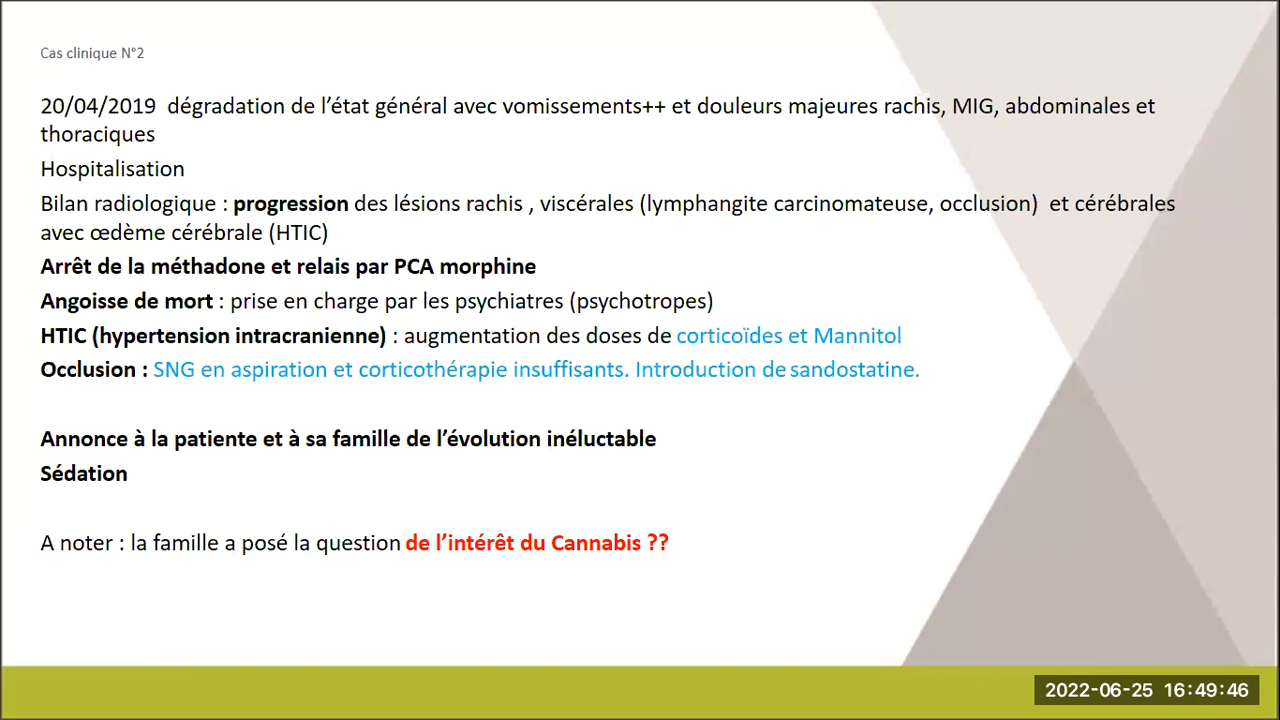 Cas clinique N°2
20/04/2019 dégradation de l’état général avec vomissements++ et douleurs majeures rachis, MIG, abdominales et
thoraciques
Hospitalisation
Bilan radiologique : progression des lésions rachis , viscérales (lymphangite carcinomateuse, occlusion) et cérébrales
avec œdème cérébrale (HTIC)
Arrêt de la méthadone et relais par PCA morphine
Angoisse de mort : prise en charge par les psychiatres (psychotropes)
HTIC (hypertension intracranienne) : augmentation des doses de corticoïdes et Mannitol
Occlusion : SNG en aspiration et corticothérapie insuffisants. Introduction de sandostatine.
Annonce à la patiente et à sa famille de l’évolution inéluctable
Sédation
A noter : la famille a posé la question de l’intérêt du Cannabis ??
2022-06-25 16:49:46